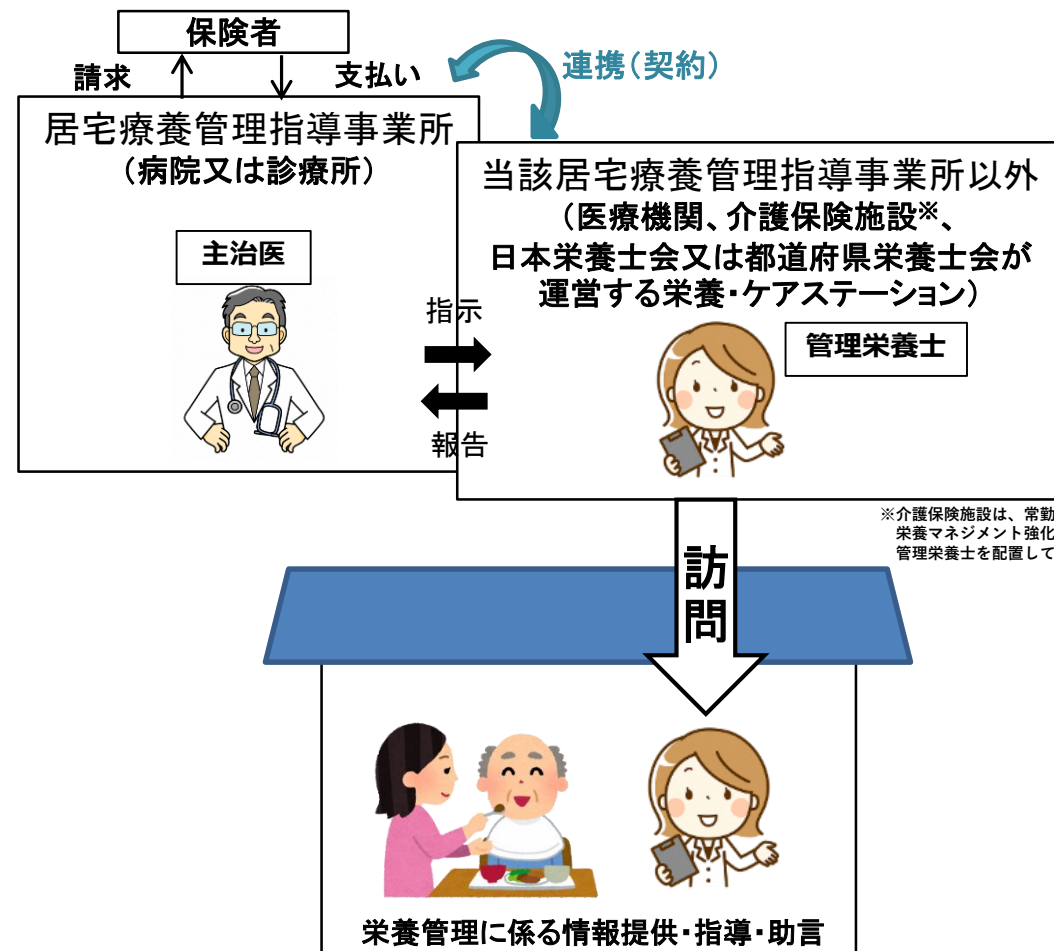 保険者
請求
支払い
連携(契約)
居宅療養管理指導事業所
(病院又は診療所)
主治医
当該居宅療養管理指導事業所以外
(医療機関、介護保険施設※、
日本栄養士会又は都道府県栄養士会が
運営する栄養・ケアステーション)
管理栄養士
指示
報告
※介護保険施設は、常勤
栄養マネジメント強化
管理栄養士を配置して
訪問
栄養管理に係る情報提供・指導・助言